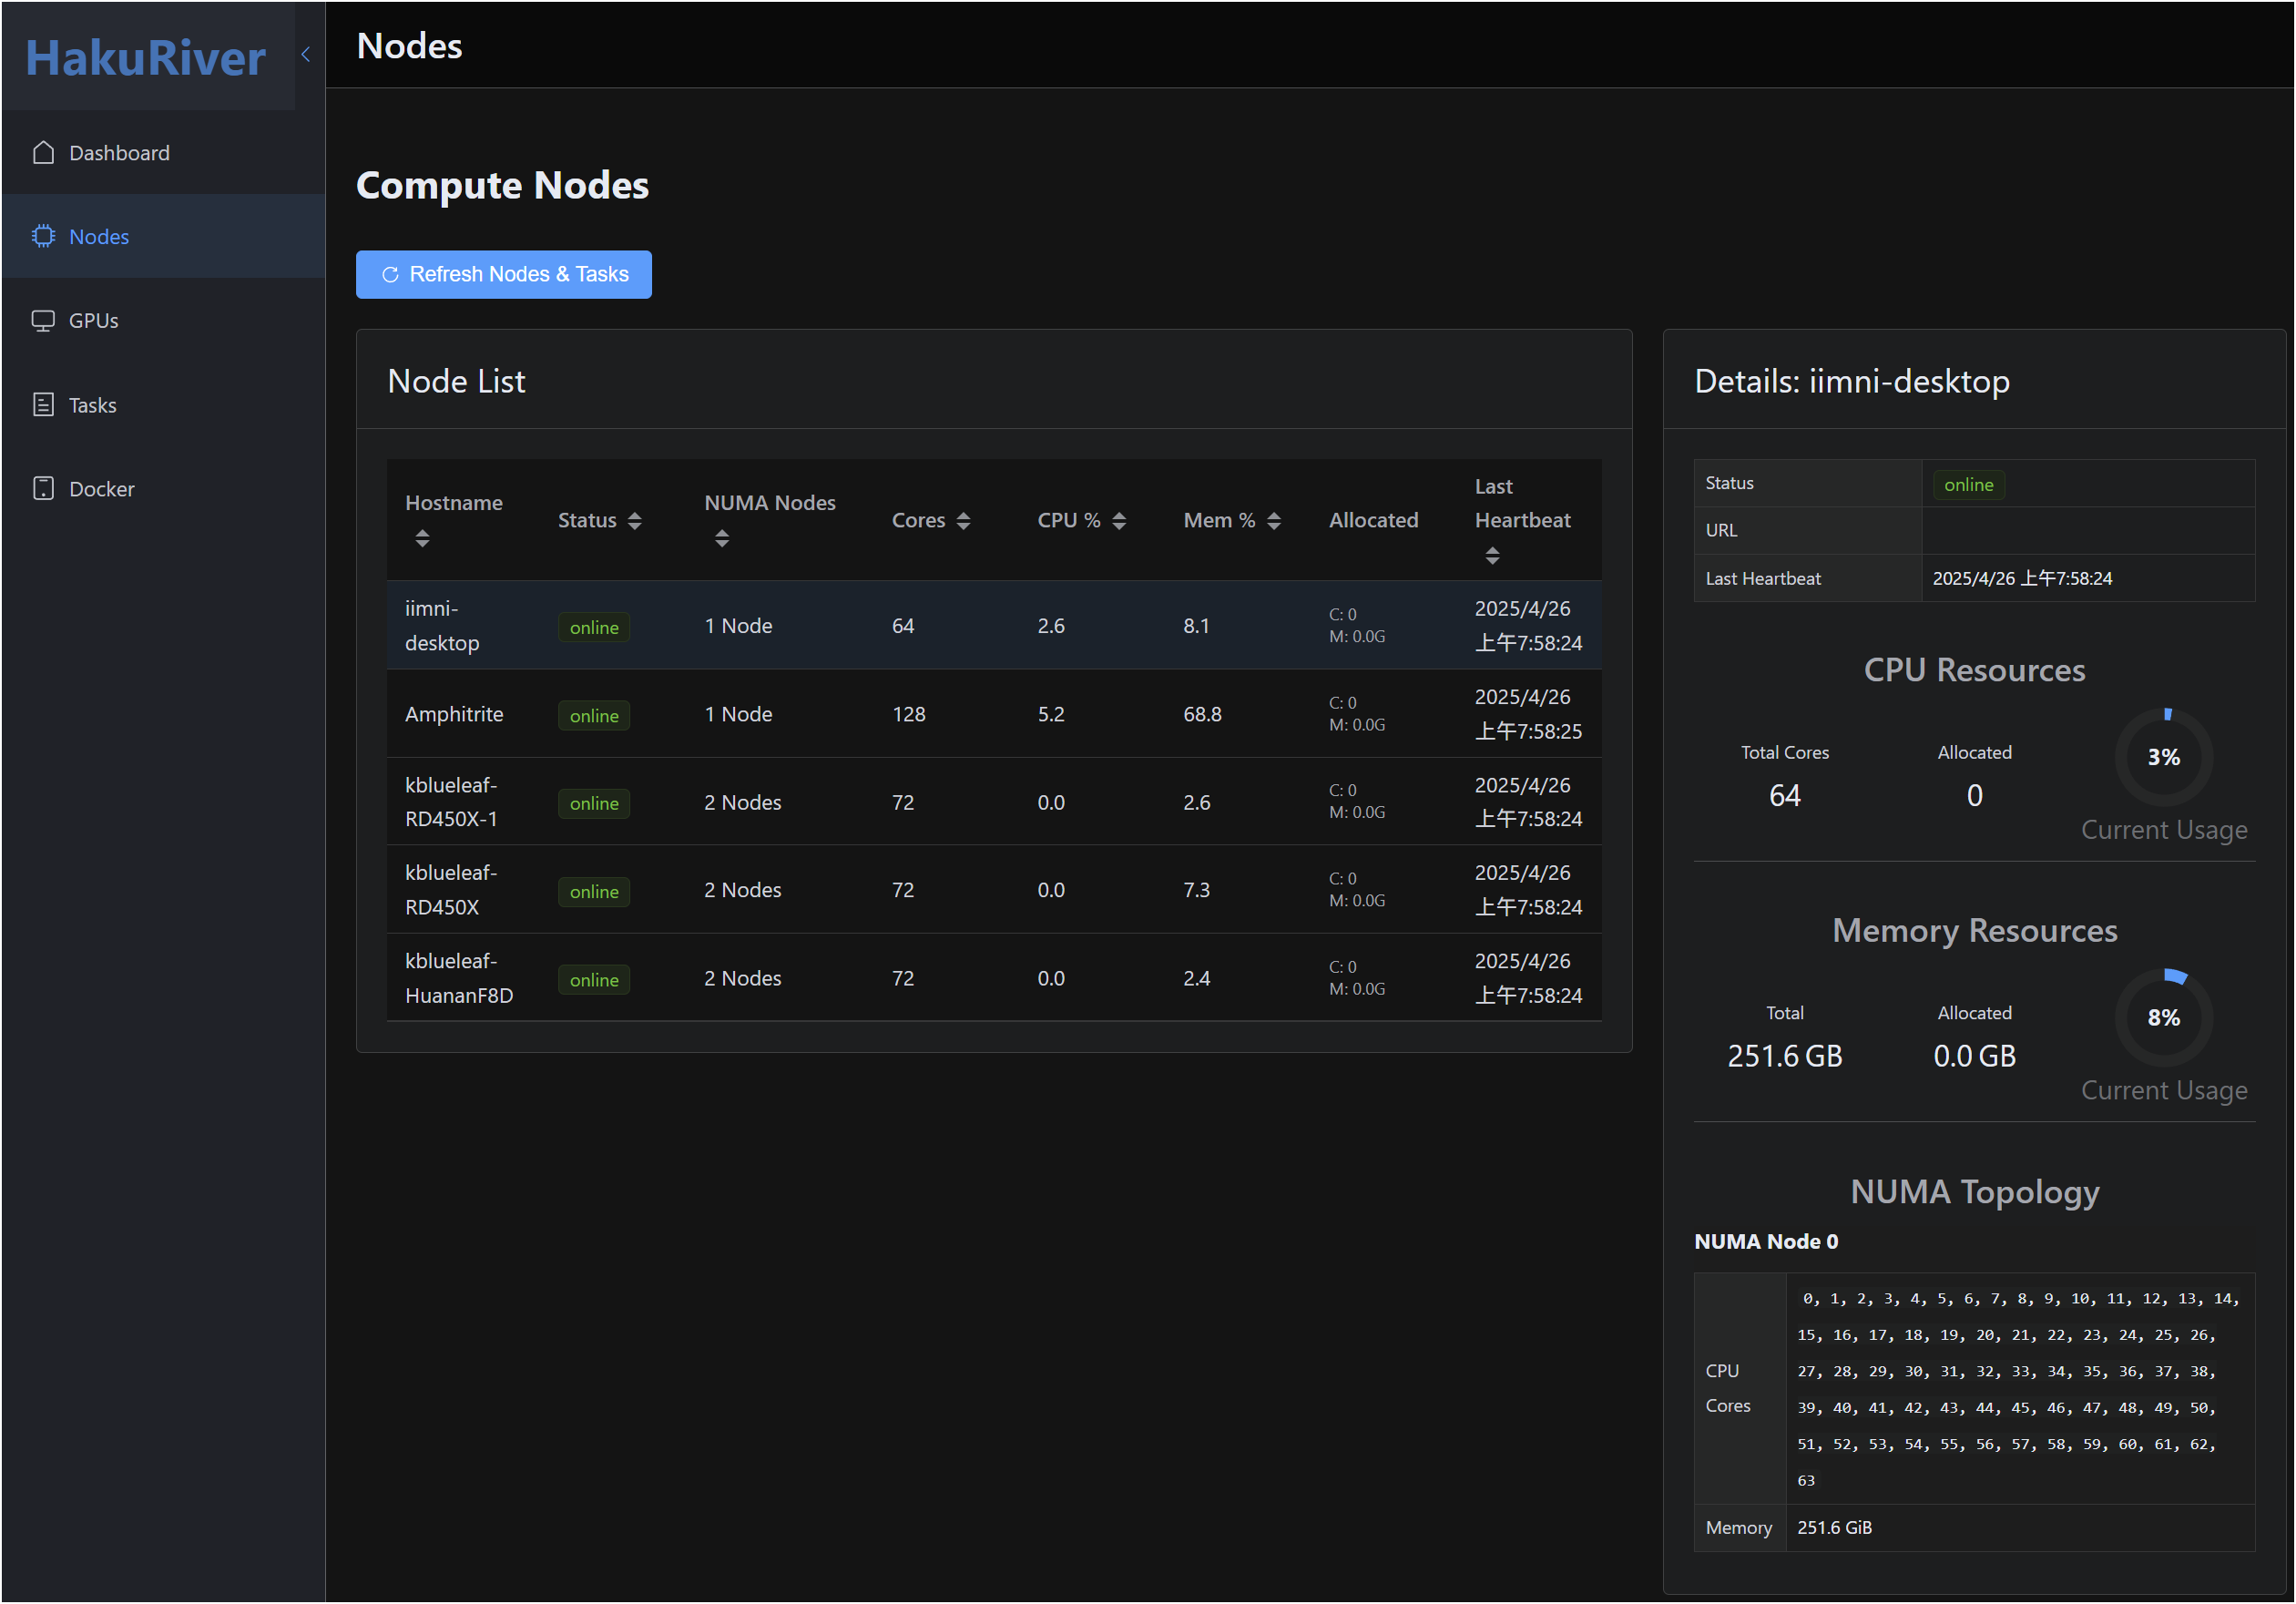 HakuRiver
Dashboard
Nodes
GPUs
Tasks
Docker
Nodes
Compute Nodes
Refresh Nodes & Tasks
Node List
Hostname Status NUMA Nodes Cores CPU % Mem % Allocated Last Heartbeat
iimni-desktop online 1 Node 64 2.6 8.1 C: 0 M: 0.0G 2025/4/26 上午7:58:24
Amphitrite online 1 Node 128 5.2 68.8 C: 0 M: 0.0G 2025/4/26 上午7:58:25
kblueleaf-RD450X-1 online 2 Nodes 72 0.0 2.6 C: 0 M: 0.0G 2025/4/26 上午7:58:24
kblueleaf-RD450X online 2 Nodes 72 0.0 7.3 C: 0 M: 0.0G 2025/4/26 上午7:58:24
kblueleaf-HuananF8D online 2 Nodes 72 0.0 2.4 C: 0 M: 0.0G 2025/4/26 上午7:58:24
Details: iimni-desktop
Status online
URL
Last Heartbeat 2025/4/26 上午7:58:24
CPU Resources
Total Cores Allocated
64 0 3%
Current Usage
Memory Resources
Total Allocated
251.6 GB 0.0 GB 8%
Current Usage
NUMA Topology
NUMA Node 0
CPU Cores
0, 1, 2, 3, 4, 5, 6, 7, 8, 9, 10, 11, 12, 13, 14,
15, 16, 17, 18, 19, 20, 21, 22, 23, 24, 25, 26,
27, 28, 29, 30, 31, 32, 33, 34, 35, 36, 37, 38,
39, 40, 41, 42, 43, 44, 45, 46, 47, 48, 49, 50,
51, 52, 53, 54, 55, 56, 57, 58, 59, 60, 61, 62,
63
Memory 251.6 GiB